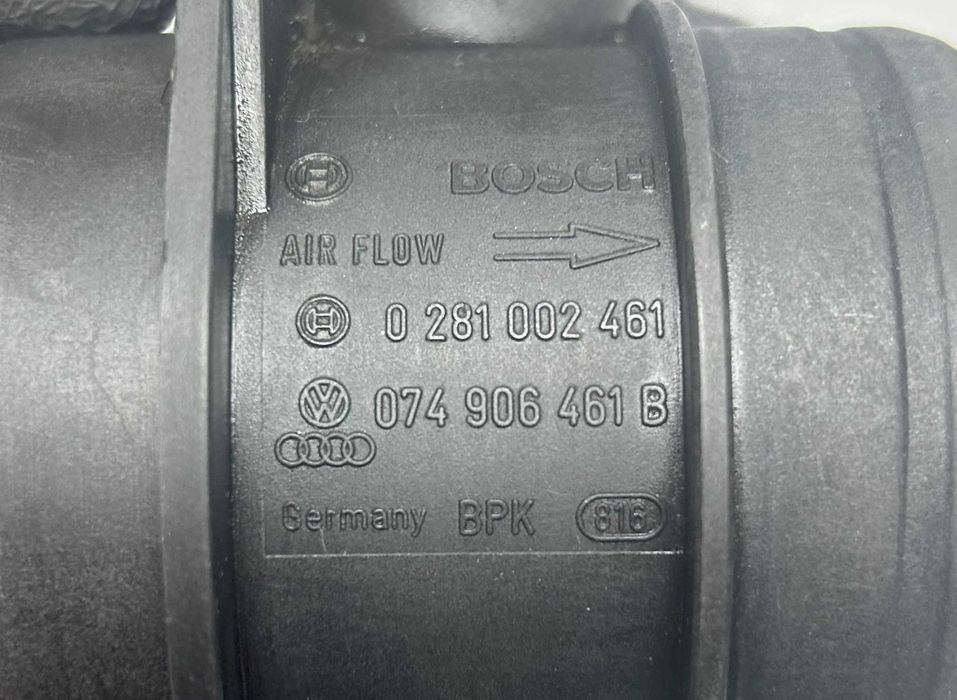 BOSCH
AIR FLOW
0 281 002 461
074 906 461 B
Germany BPK 816